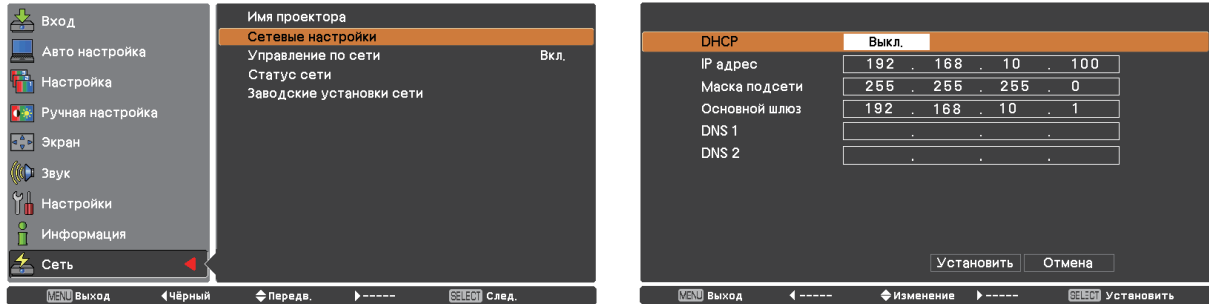 Вход
Авто настройка
Настройка
Ручная настройка
Экран
Звук
Настройки
Информация
Сеть
Имя проектора
Сетевые настройки
Управление по сети Вкл.
Статус сети
Заводские установки сети
MENU Выход Чёрный Передв. ----- SELECT След.
DHCP Выкл.
IP адрес 192 . 168 . 10 . 100
Маска подсети 255 . 255 . 255 . 0
Основной шлюз 192 . 168 . 10 . 1
DNS 1 . . .
DNS 2 . . .
Установить Отмена
MENU Выход ----- Изменение ----- SELECT Установить